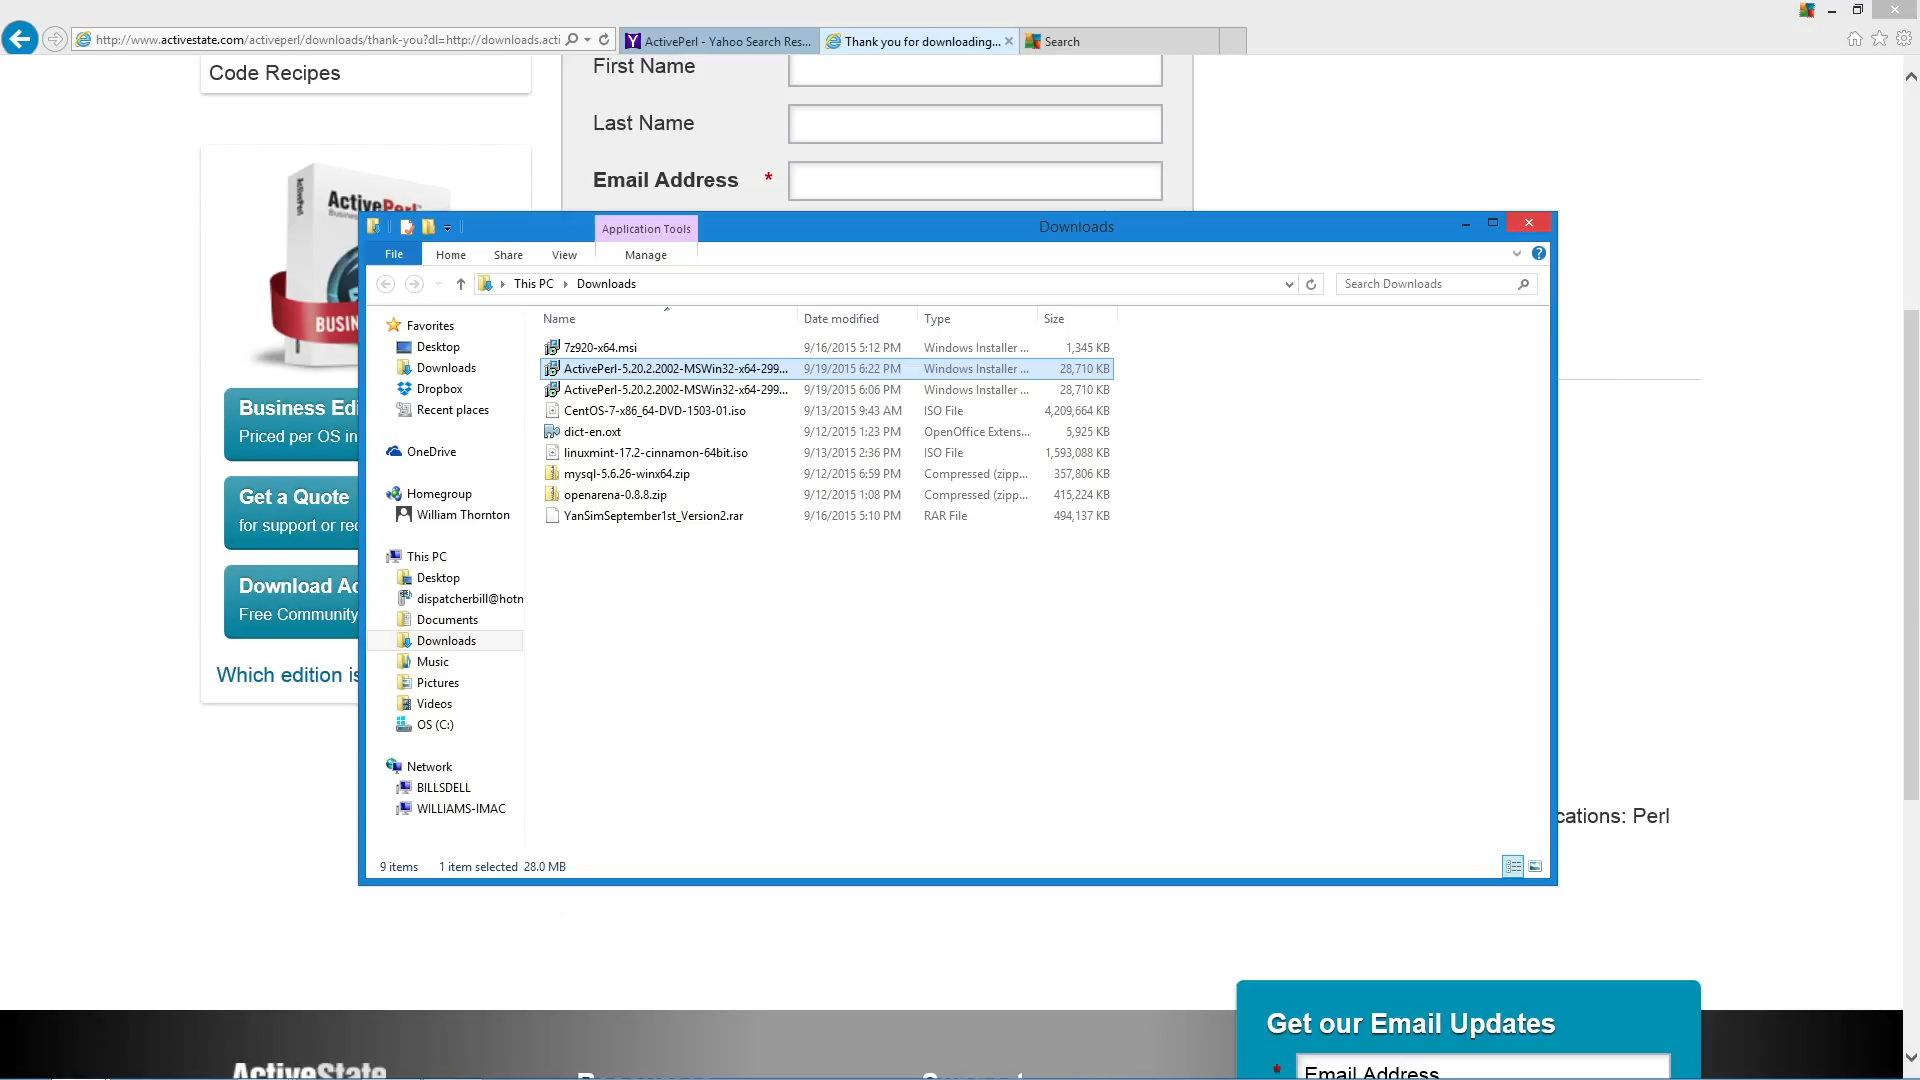 http://www.activestate.com/activeperl/downloads/thank-you?dl=http://downloads.acti
ActivePerl - Yahoo Search Res...
Thank you for downloading...
Search
Code Recipes
First Name
Last Name
Email Address *
ActivePerl
Downloads
Application Tools
File
Home
Share
View
Manage
This PC
Downloads
Search Downloads
Name
Date modified
Type
Size
Favorites
Desktop
Downloads
Dropbox
Recent places
OneDrive
Homegroup
William Thornton
This PC
Desktop
dispatcherbill@hotn
Documents
Downloads
Music
Pictures
Videos
OS (C:)
Network
BILLSDELL
WILLIAMS-IMAC
7z920-x64.msi 9/16/2015 5:12 PM Windows Installer ... 1,345 KB
ActivePerl-5.20.2.2002-MSWin32-x64-299... 9/19/2015 6:22 PM Windows Installer ... 28,710 KB
ActivePerl-5.20.2.2002-MSWin32-x64-299... 9/19/2015 6:06 PM Windows Installer ... 28,710 KB
CentOS-7-x86_64-DVD-1503-01.iso 9/13/2015 9:43 AM ISO File 4,209,664 KB
dict-en.oxt 9/12/2015 1:23 PM OpenOffice Extens... 5,925 KB
linuxmint-17.2-cinnamon-64bit.iso 9/13/2015 2:36 PM ISO File 1,593,088 KB
mysql-5.6.26-winx64.zip 9/12/2015 6:59 PM Compressed (zipp... 357,806 KB
openarena-0.8.8.zip 9/12/2015 1:08 PM Compressed (zipp... 415,224 KB
YanSimSeptember1st_Version2.rar 9/16/2015 5:10 PM RAR File 494,137 KB
9 items 1 item selected 28.0 MB
BUSIN
Business Edi
Priced per OS in
Get a Quote
for support or rec
Download Ac
Free Community
Which edition is
cations: Perl
Get our Email Updates
* Email Address
ActiveState